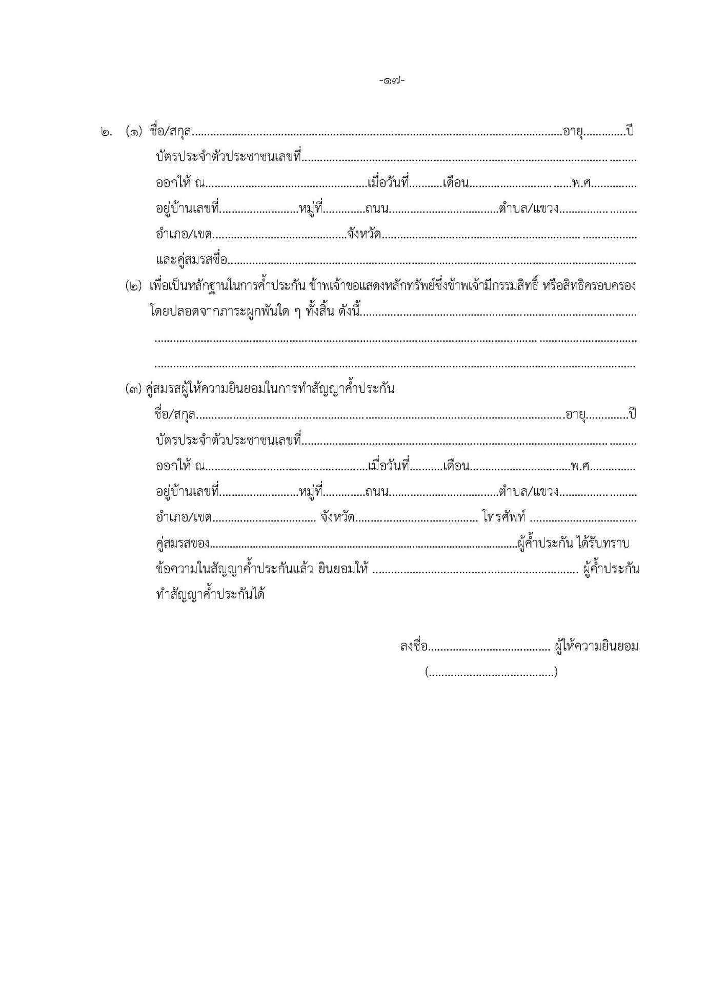 -๑๗-
๒. (๑) ชื่อ/สกุล..............................................................อายุ..............ปี
บัตรประจำตัวประชาชนเลขที่..............................................................
ออกให้ ณ..............................เมื่อวันที่...........เดือน..............................พ.ศ...............
อยู่บ้านเลขที่..........................หมู่ที่..............ถนน..............................ตำบล/แขวง..........................
อำเภอ/เขต..............................จังหวัด..............................................................
และคู่สมรสชื่อ..............................................................
(๒) เพื่อเป็นหลักฐานในการค้ำประกัน ข้าพเจ้าขอแสดงหลักทรัพย์ซึ่งข้าพเจ้ามีกรรมสิทธิ์ หรือสิทธิครอบครอง
โดยปลอดจากภาระผูกพันใด ๆ ทั้งสิ้น ดังนี้..............................................................
..............................................................
..............................................................
(๓) คู่สมรสผู้ให้ความยินยอมในการทำสัญญาค้ำประกัน
ชื่อ/สกุล..............................................................อายุ..............ปี
บัตรประจำตัวประชาชนเลขที่..............................................................
ออกให้ ณ..............................เมื่อวันที่...........เดือน..............................พ.ศ...............
อยู่บ้านเลขที่..........................หมู่ที่..............ถนน..............................ตำบล/แขวง..........................
อำเภอ/เขต.............................. จังหวัด.............................. โทรศัพท์ ..............................
คู่สมรสของ..............................................................ผู้ค้ำประกัน ได้รับทราบ
ข้อความในสัญญาค้ำประกันแล้ว ยินยอมให้ .............................................................. ผู้ค้ำประกัน
ทำสัญญาค้ำประกันได้
ลงชื่อ........................................ ผู้ให้ความยินยอม
(.........................................)